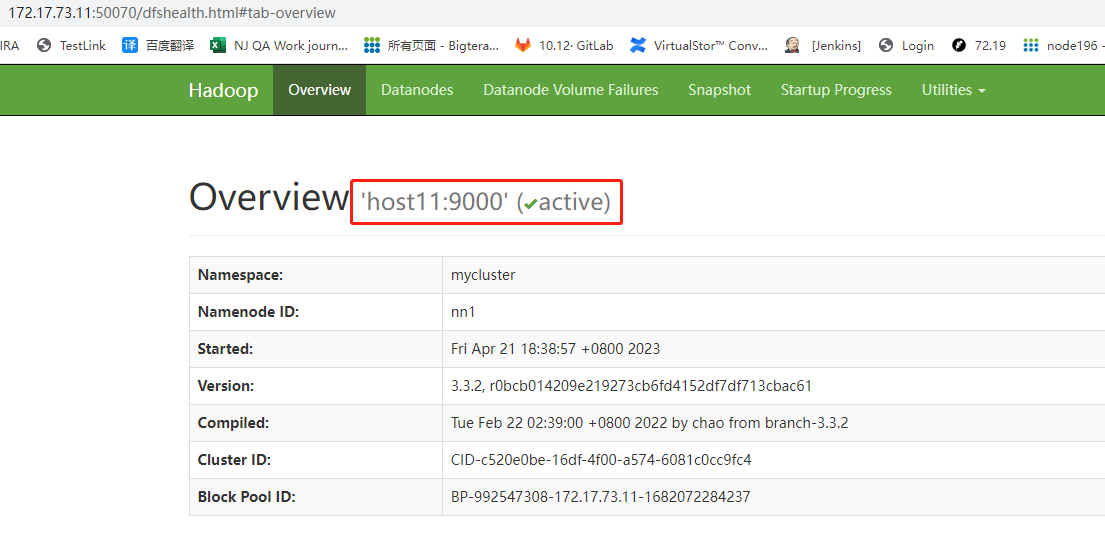 172.17.73.11:50070/dfshealth.html#tab-overview
IRA TestLink 百度翻译 NJ QA Work journ... 所有页面 - Bigtera... 10.12· GitLab VirtualStor™ Conv... [Jenkins] Login 72.19 node196 -
Hadoop Overview Datanodes Datanode Volume Failures Snapshot Startup Progress Utilities
Overview 'host11:9000' (✔active)
Namespace: mycluster
Namenode ID: nn1
Started: Fri Apr 21 18:38:57 +0800 2023
Version: 3.3.2, r0bcb014209e219273cb6fd4152df7df713cbac61
Compiled: Tue Feb 22 02:39:00 +0800 2022 by chao from branch-3.3.2
Cluster ID: CID-c520e0be-16df-4f00-a574-6081c0cc9fc4
Block Pool ID: BP-992547308-172.17.73.11-1682072284237